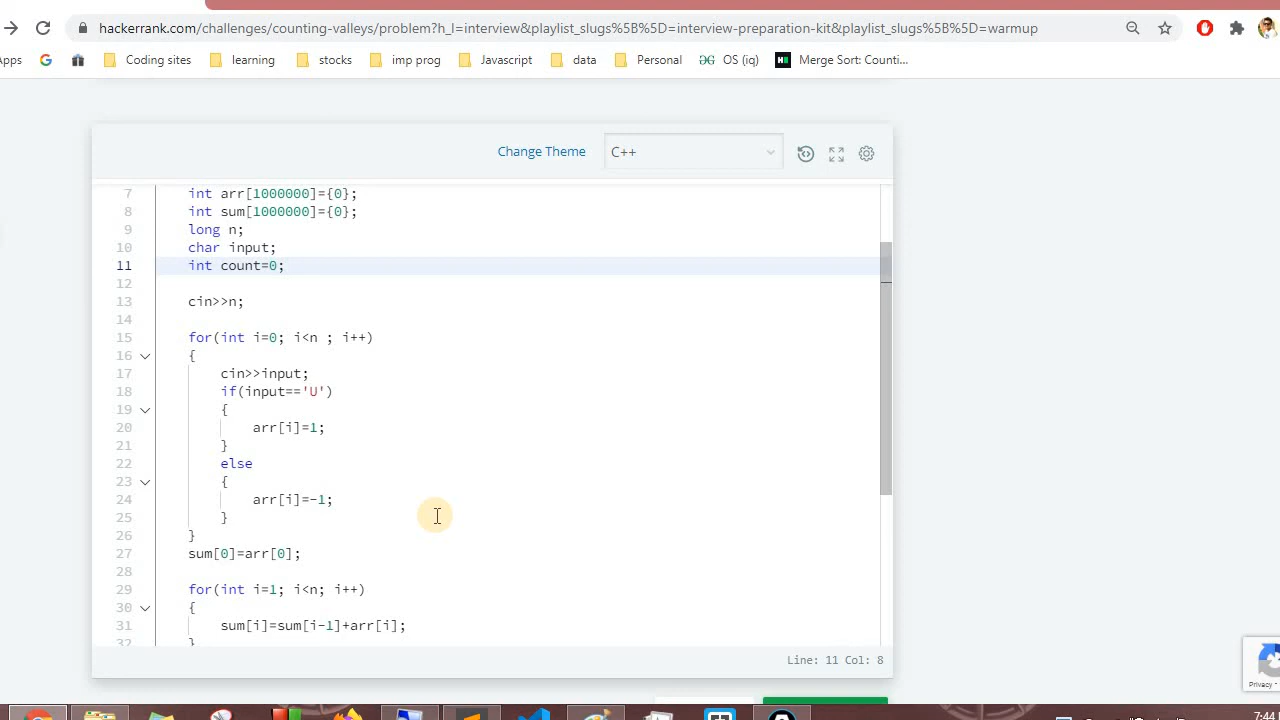 hackerrank.com/challenges/counting-valleys/problem?h_l=interview&playlist_slugs%5B%5D=interview-preparation-kit&playlist_slugs%5B%5D=warmup
pps Coding sites learning stocks imp prog Javascript data Personal OS (iq) Merge Sort: Counti...
Change Theme C++
7 int arr[1000000]={0};
8 int sum[1000000]={0};
9 long n;
10 char input;
11 int count=0;
12
13 cin>>n;
14
15 for(int i=0; i<n ; i++)
16 {
17 cin>>input;
18 if(input=='U')
19 {
20 arr[i]=1;
21 }
22 else
23 {
24 arr[i]=-1;
25 }
26 }
27 sum[0]=arr[0];
28
29 for(int i=1; i<n; i++)
30 {
31 sum[i]=sum[i-1]+arr[i];
32 }
Line: 11 Col: 8
Privacy -
7:44